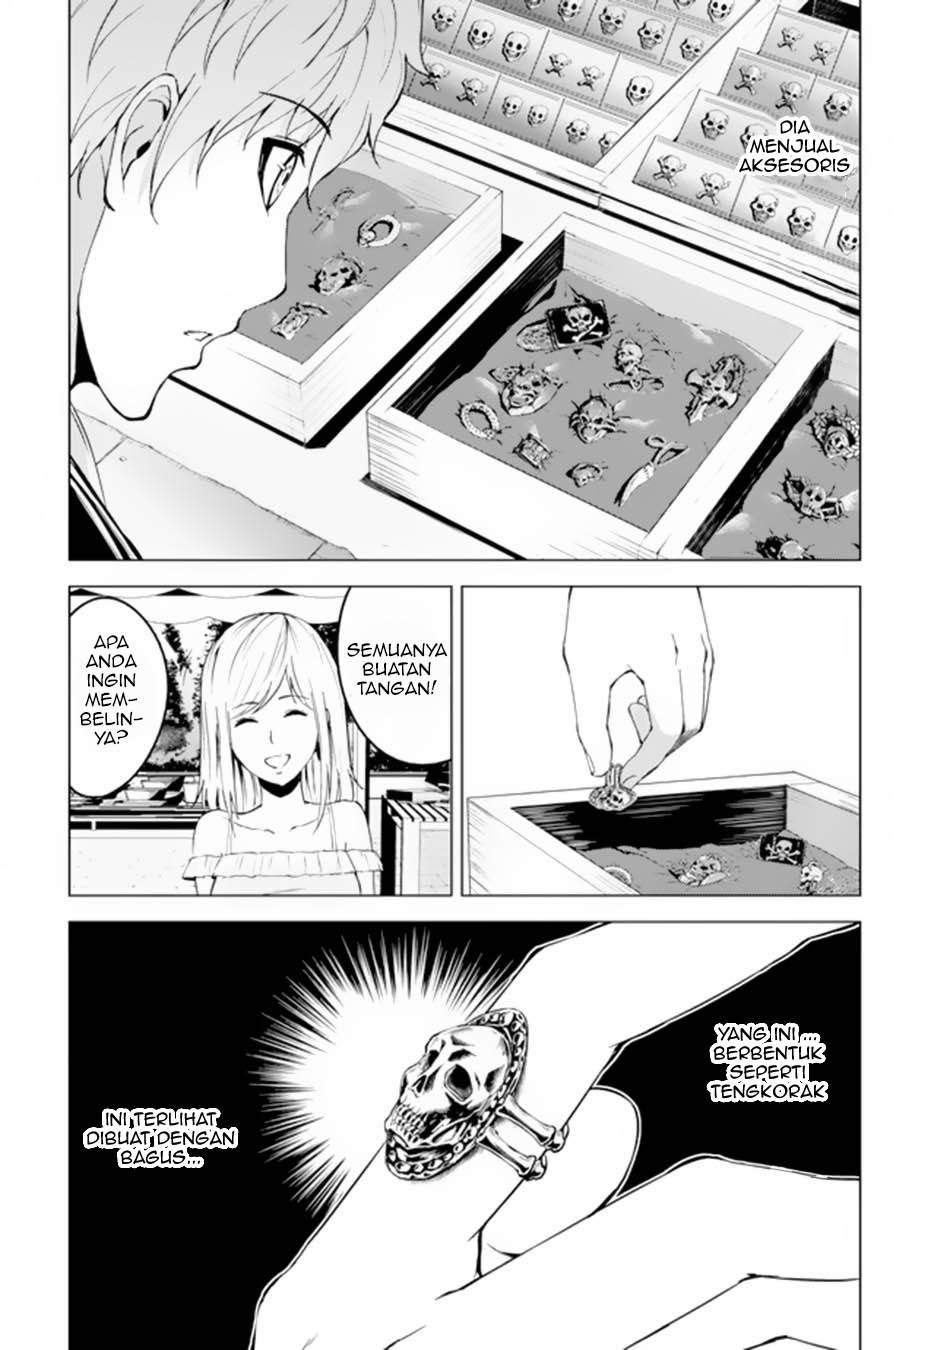 DIA
MENJUAL
AKSESORIS
SEMUANYA
BUATAN
TANGAN!
APA
ANDA
INGIN
MEM-
BELIN-
YA?
YANG INI ...
BERBENTUK
SEPERTI
TENGKORAK
INI TERLIHAT
DIBUAT DENGAN
BAGUS...